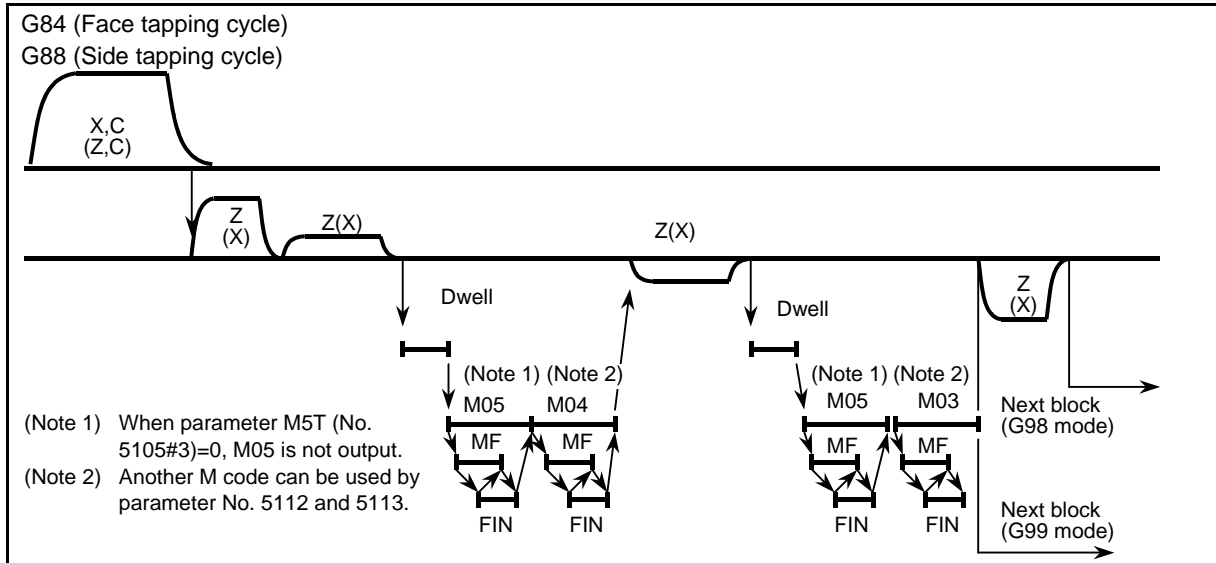 G84 (Face tapping cycle)
G88 (Side tapping cycle)
X,C
(Z,C)
Z
(X)
Z(X)
Z(X)
Z
(X)
Dwell
Dwell
(Note 1) (Note 2)
M05 M04
MF MF
FIN FIN
(Note 1) (Note 2)
M05 M03
MF MF
FIN FIN
Next block
(G98 mode)
Next block
(G99 mode)
(Note 1) When parameter M5T (No.
5105#3)=0, M05 is not output.
(Note 2) Another M code can be used by
parameter No. 5112 and 5113.